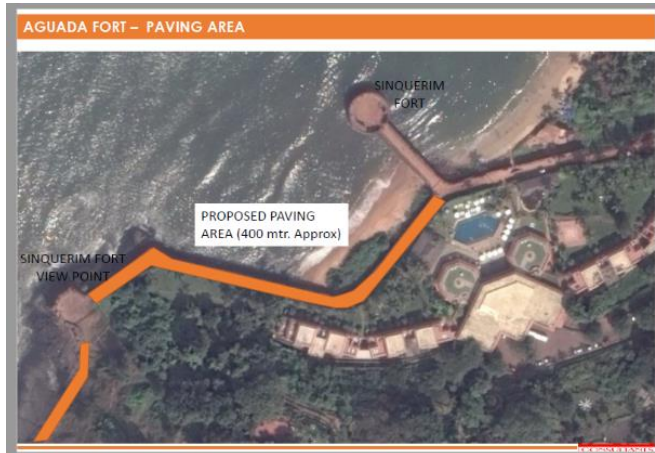 AGUADA FORT – PAVING AREA
SINQUERIM
FORT
PROPOSED PAVING
AREA (400 mtr. Approx)
SINQUERIM FORT
VIEW POINT